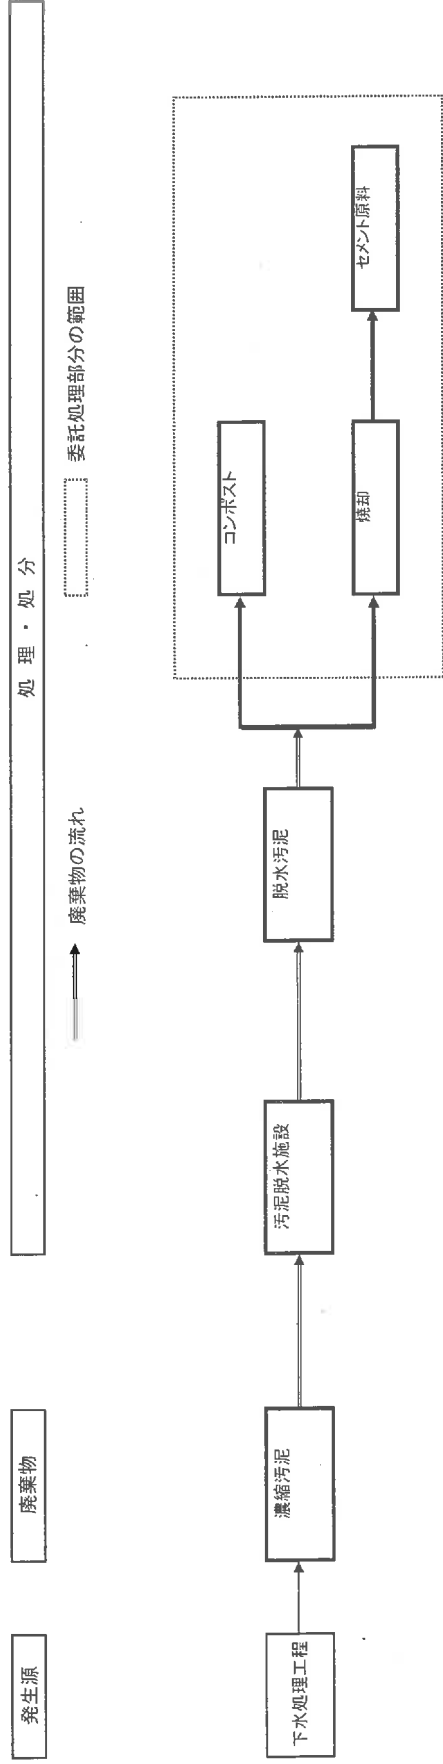 発生源
廃棄物
処理・処分
廃棄物の流れ
委託処理部分の範囲
下水処理工程
濃縮汚泥
汚泥脱水施設
脱水汚泥
コンポスト
焼却
セメント原料